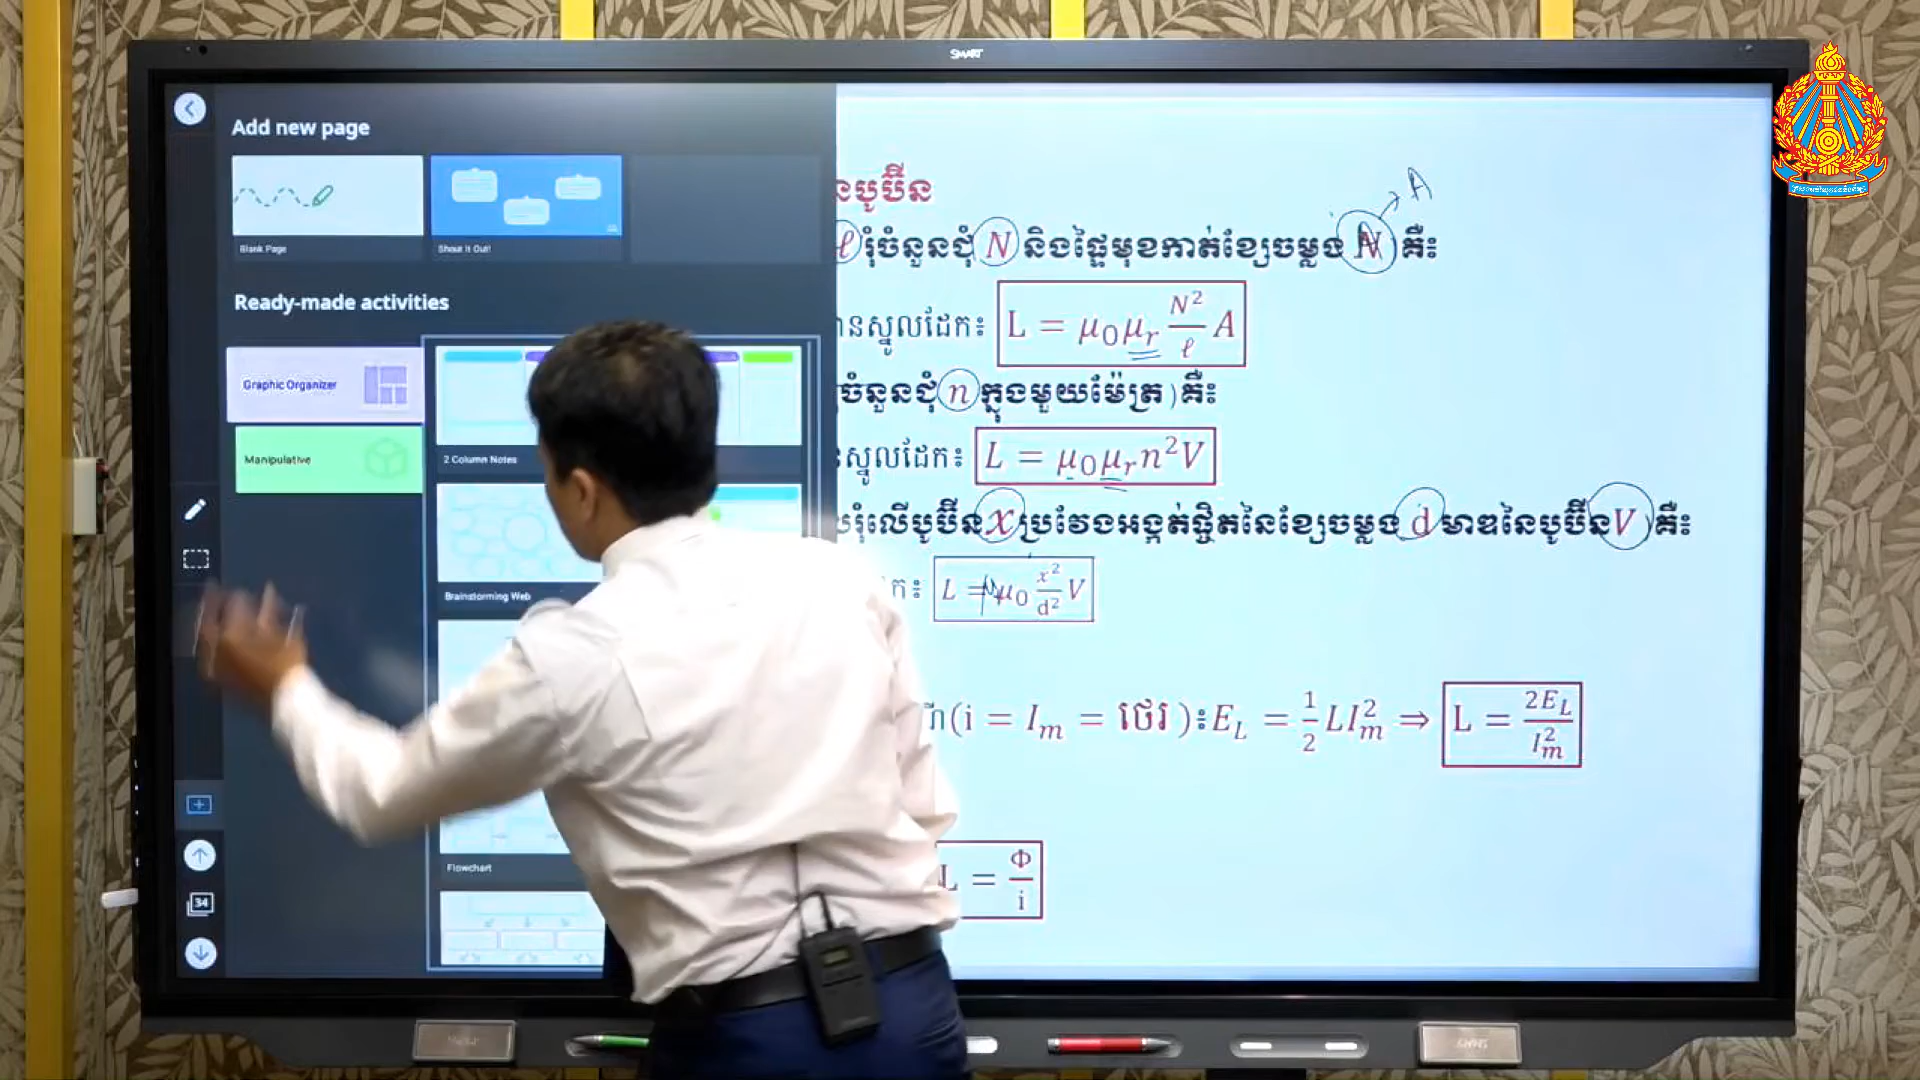 SMART
Add new page
Blank Page
Shout It Out!
Ready-made activities
Graphic Organizer
Manipulative
2 Column Notes
Brainstorming Web
Flowchart
34
នបូប៊ីន
A
ℓ រុំចំនួនជុំ N និងផ្ទៃមុខកាត់ខ្សែចម្លង A គឺ៖
ានស្នូលដែក៖ L = μ₀μᵣ N²/ℓ A
ចំនួនជុំ n ក្នុងមួយម៉ែត្រ ) គឺ៖
ស្នូលដែក៖ L = μ₀μᵣn²V
រុំលើបូប៊ីន x ប្រវែងអង្កត់ផ្ចិតនៃខ្សែចម្លង d មាឌនៃបូប៊ីន V គឺ៖
ក៖ L = μ₀ x²/d² V
(i = Iₘ = ថេរ )៖ E_L = 1/2 LIₘ² ⇒ L = 2E_L/Iₘ²
L = Φ/i